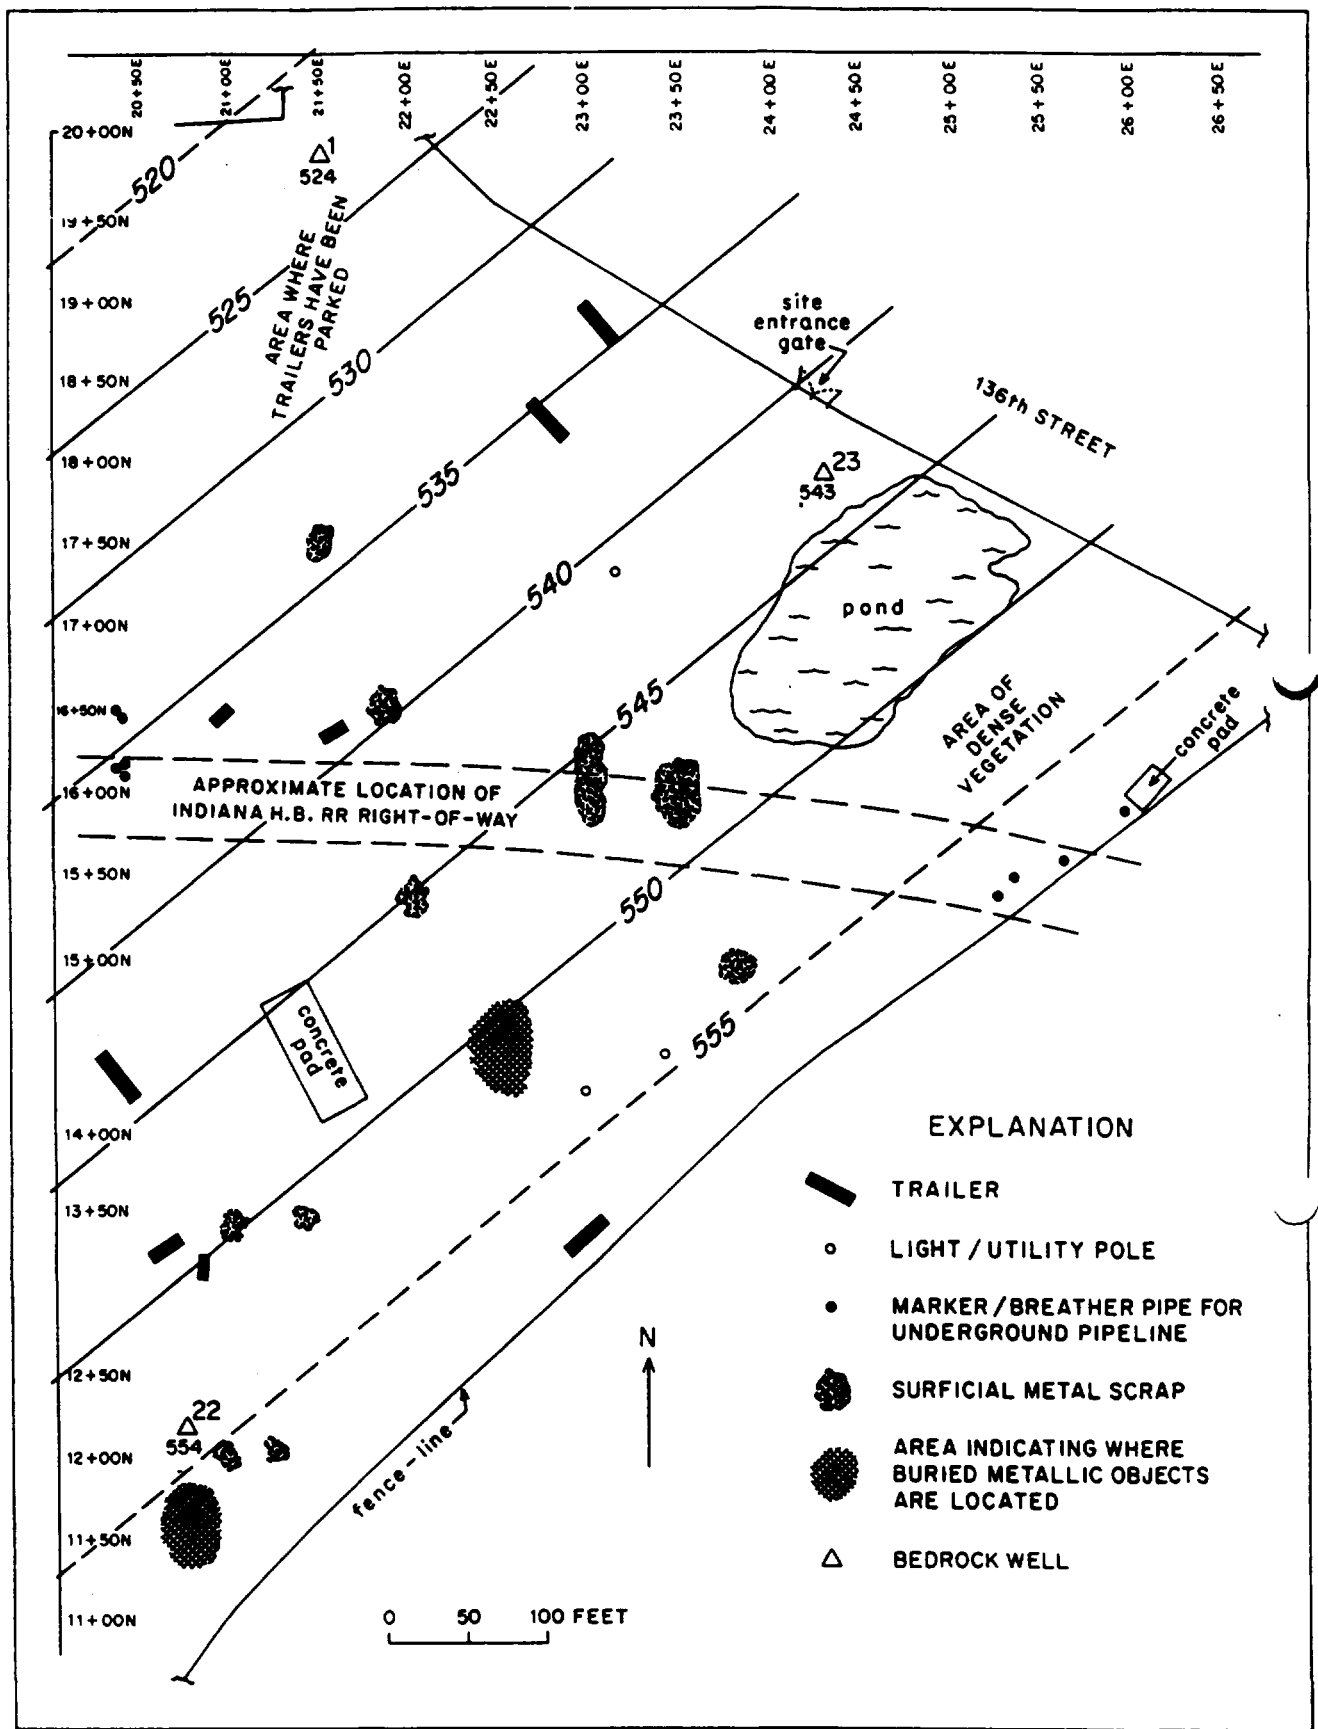 20+50E
21+00E
21+50E
22+00E
22+50E
23+00E
23+50E
24+00E
24+50E
25+00E
25+50E
26+00E
26+50E
20+00N
19+50N
19+00N
18+50N
18+00N
17+50N
17+00N
16+50N
16+00N
15+50N
15+00N
14+00N
13+50N
12+50N
12+00N
11+50N
11+00N
520
525
530
535
540
545
550
555
1
524
AREA WHERE
TRAILERS HAVE BEEN
PARKED
site
entrance
gate
136th STREET
23
543
pond
AREA OF
DENSE
VEGETATION
concrete
pad
APPROXIMATE LOCATION OF
INDIANA H.B. RR RIGHT-OF-WAY
concrete
pad
22
554
fence-line
N
0 50 100 FEET
EXPLANATION
TRAILER
LIGHT / UTILITY POLE
MARKER/BREATHER PIPE FOR
UNDERGROUND PIPELINE
SURFICIAL METAL SCRAP
AREA INDICATING WHERE
BURIED METALLIC OBJECTS
ARE LOCATED
BEDROCK WELL